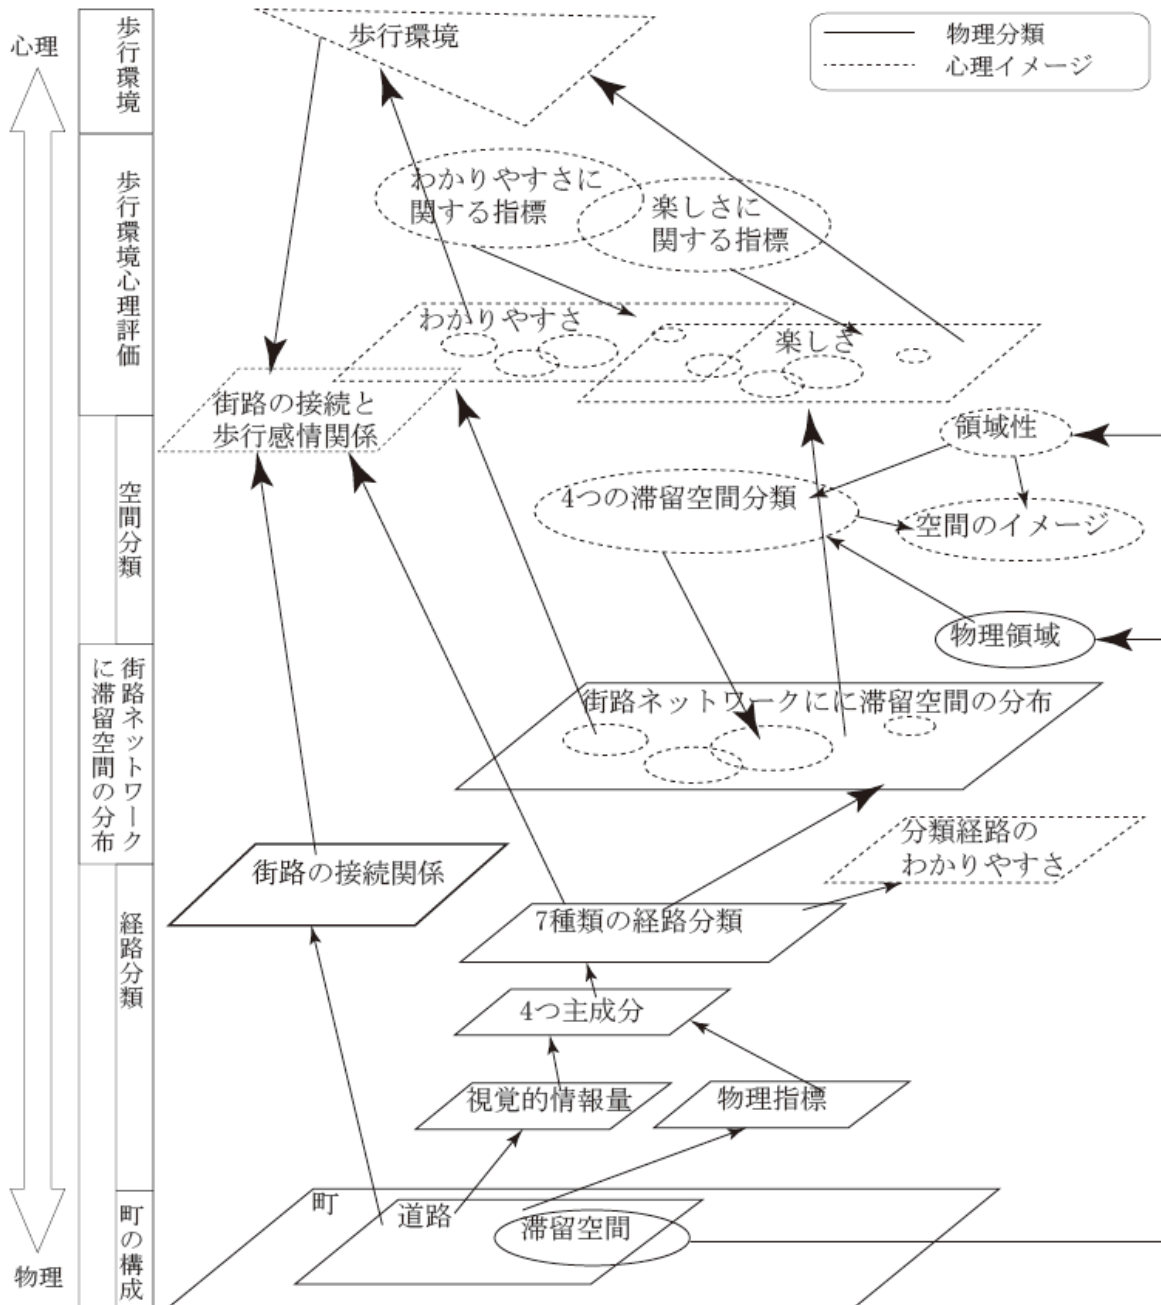 心理
物理
歩行環境
歩行環境心理評価
空間分類
街路ネットワーク
に滞留空間の分布
経路分類
町の構成
物理分類
心理イメージ
歩行環境
わかりやすさに
関する指標
楽しさに
関する指標
わかりやすさ
楽しさ
街路の接続と
歩行感情関係
領域性
4つの滞留空間分類
空間のイメージ
物理領域
街路ネットワークにに滞留空間の分布
分類経路の
わかりやすさ
街路の接続関係
7種類の経路分類
4つ主成分
視覚的情報量
物理指標
町
道路
滞留空間